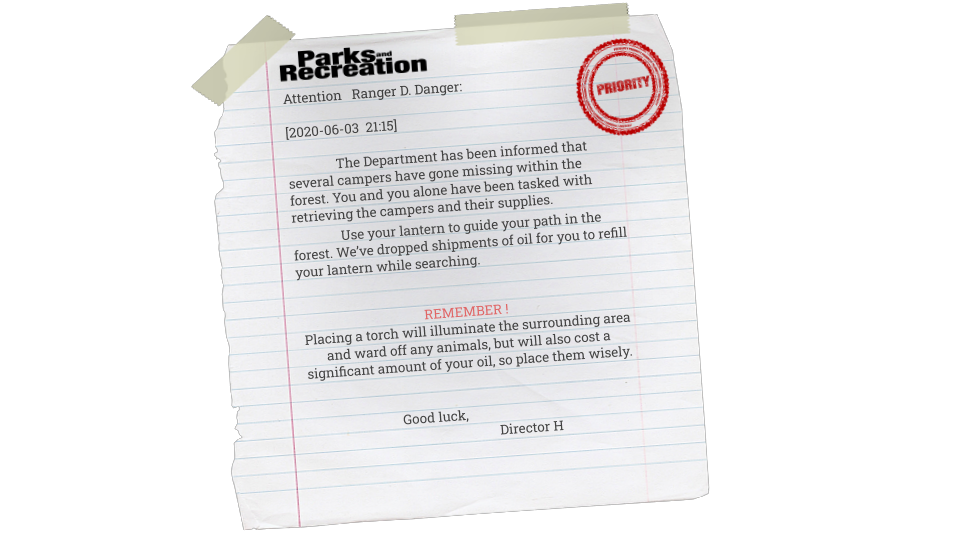 Parks and
Recreation
PRIORITY
Attention Ranger D. Danger:
[2020-06-03 21:15]
The Department has been informed that
several campers have gone missing within the
forest. You and you alone have been tasked with
retrieving the campers and their supplies.
Use your lantern to guide your path in the
forest. We've dropped shipments of oil for you to refill
your lantern while searching.
REMEMBER !
Placing a torch will illuminate the surrounding area
and ward off any animals, but will also cost a
significant amount of your oil, so place them wisely.
Good luck,
Director H